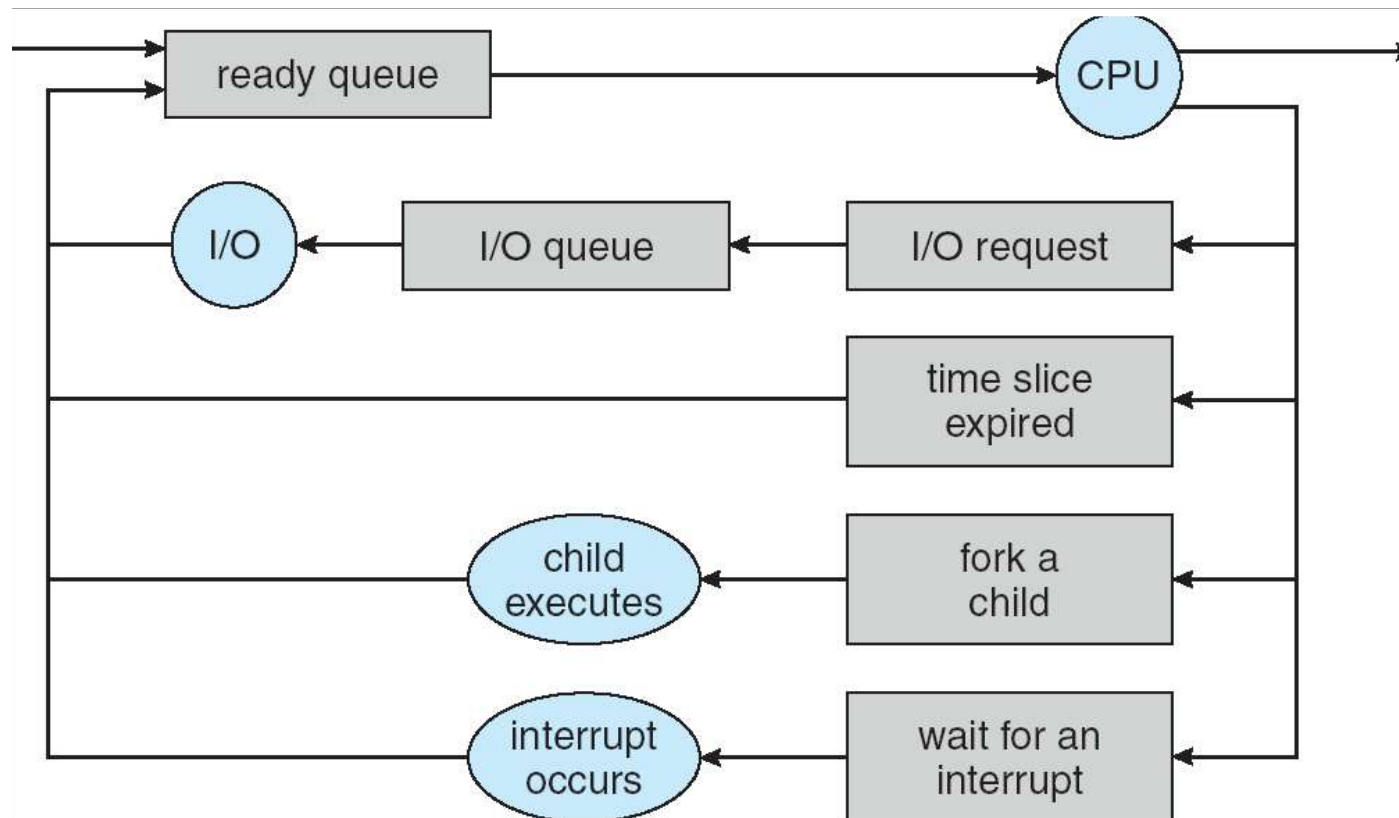 ready queue
CPU
I/O
I/O queue
I/O request
time slice
expired
child
executes
fork a
child
interrupt
occurs
wait for an
interrupt